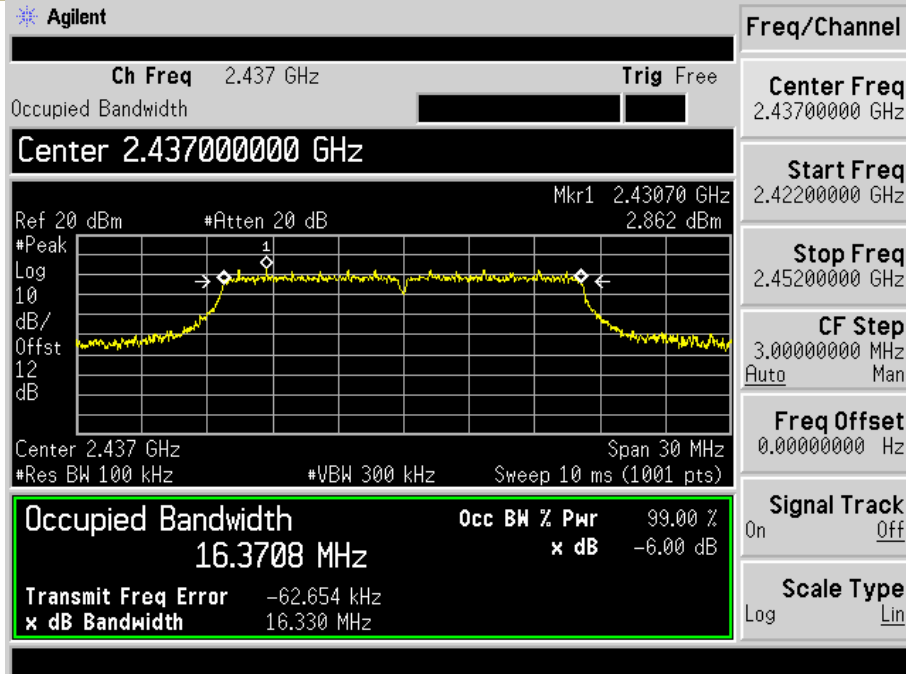 Agilent
Ch Freq 2.437 GHz Trig Free
Occupied Bandwidth
Center 2.437000000 GHz
Mkr1 2.43070 GHz
Ref 20 dBm #Atten 20 dB 2.862 dBm
#Peak
Log
10
dB/
Offst
12
dB
1
Center 2.437 GHz Span 30 MHz
#Res BW 100 kHz #VBW 300 kHz Sweep 10 ms (1001 pts)
Occupied Bandwidth Occ BW % Pwr 99.00 %
16.3708 MHz x dB -6.00 dB
Transmit Freq Error -62.654 kHz
x dB Bandwidth 16.330 MHz
Freq/Channel
Center Freq
2.43700000 GHz
Start Freq
2.42200000 GHz
Stop Freq
2.45200000 GHz
CF Step
3.00000000 MHz
Auto Man
Freq Offset
0.00000000 Hz
Signal Track
On Off
Scale Type
Log Lin